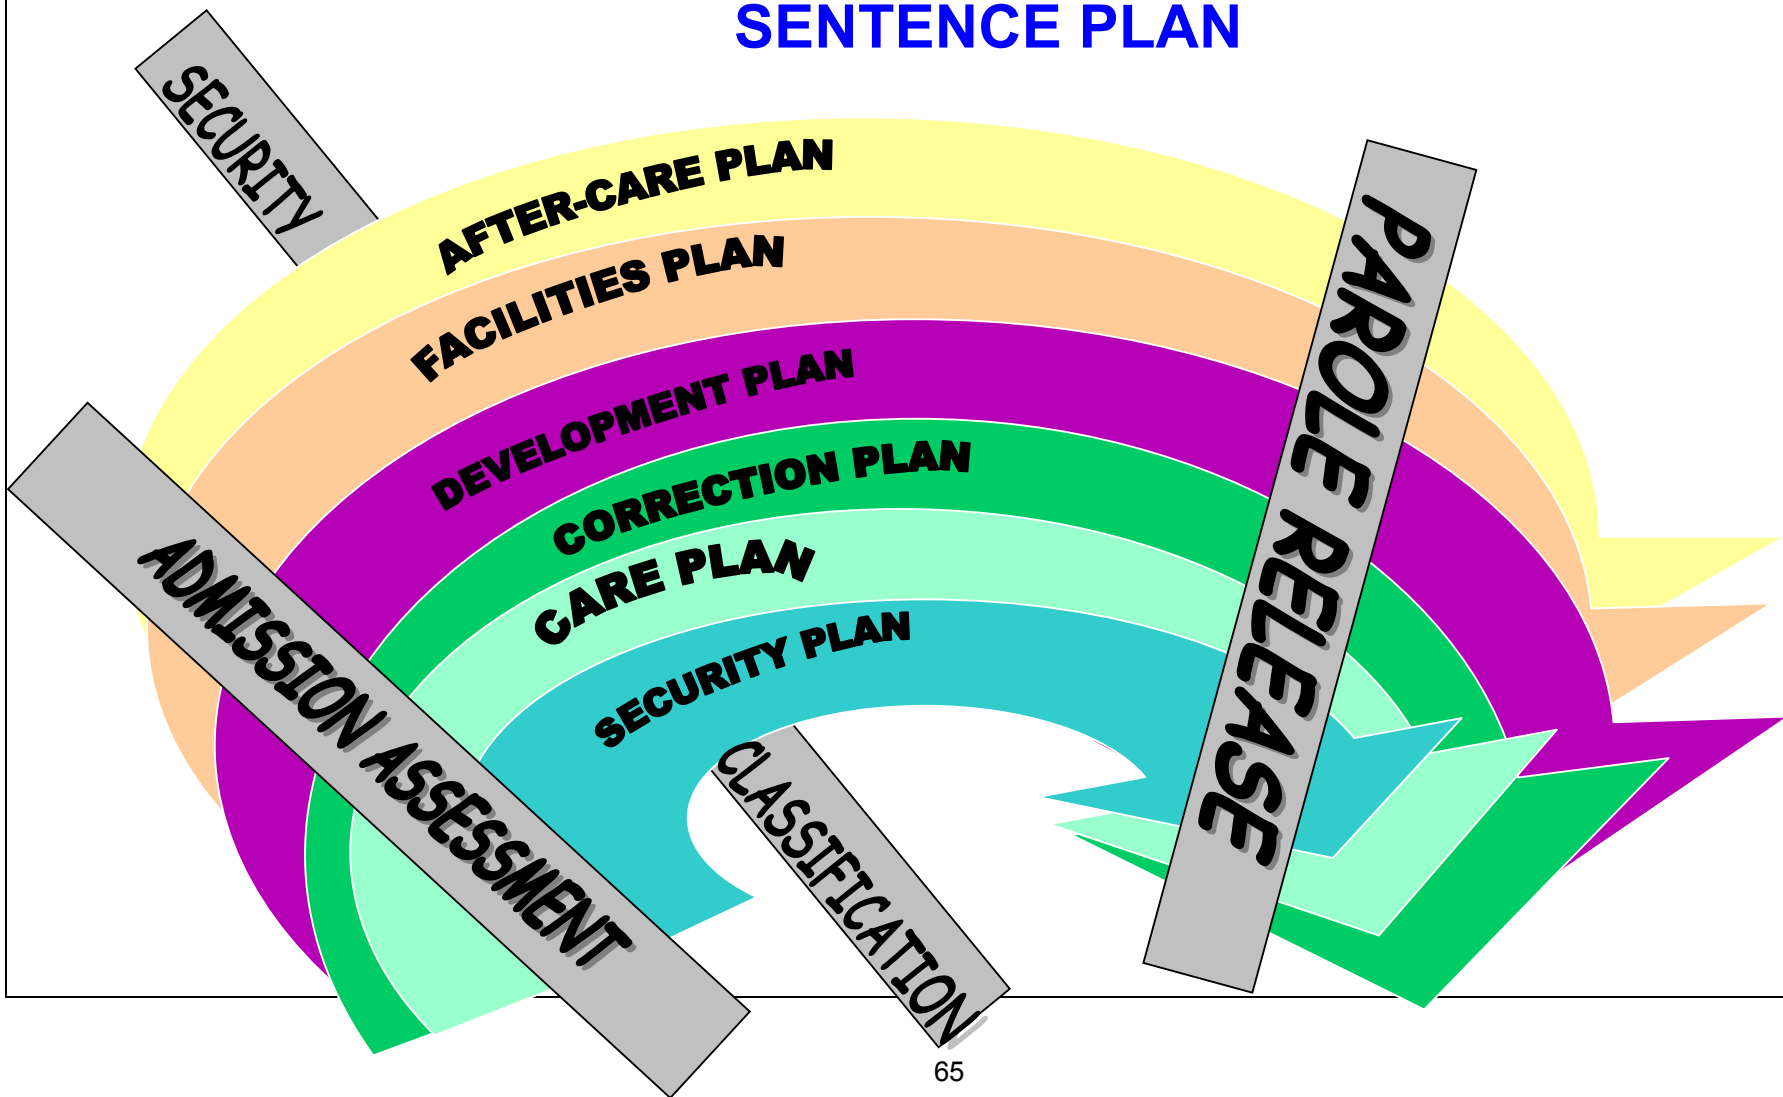 SENTENCE PLAN
SECURITY
AFTER-CARE PLAN
FACILITIES PLAN
DEVELOPMENT PLAN
CORRECTION PLAN
CARE PLAN
SECURITY PLAN
PAROLE RELEASE
ADMISSION ASSESSMENT
CLASSIFICATION
65